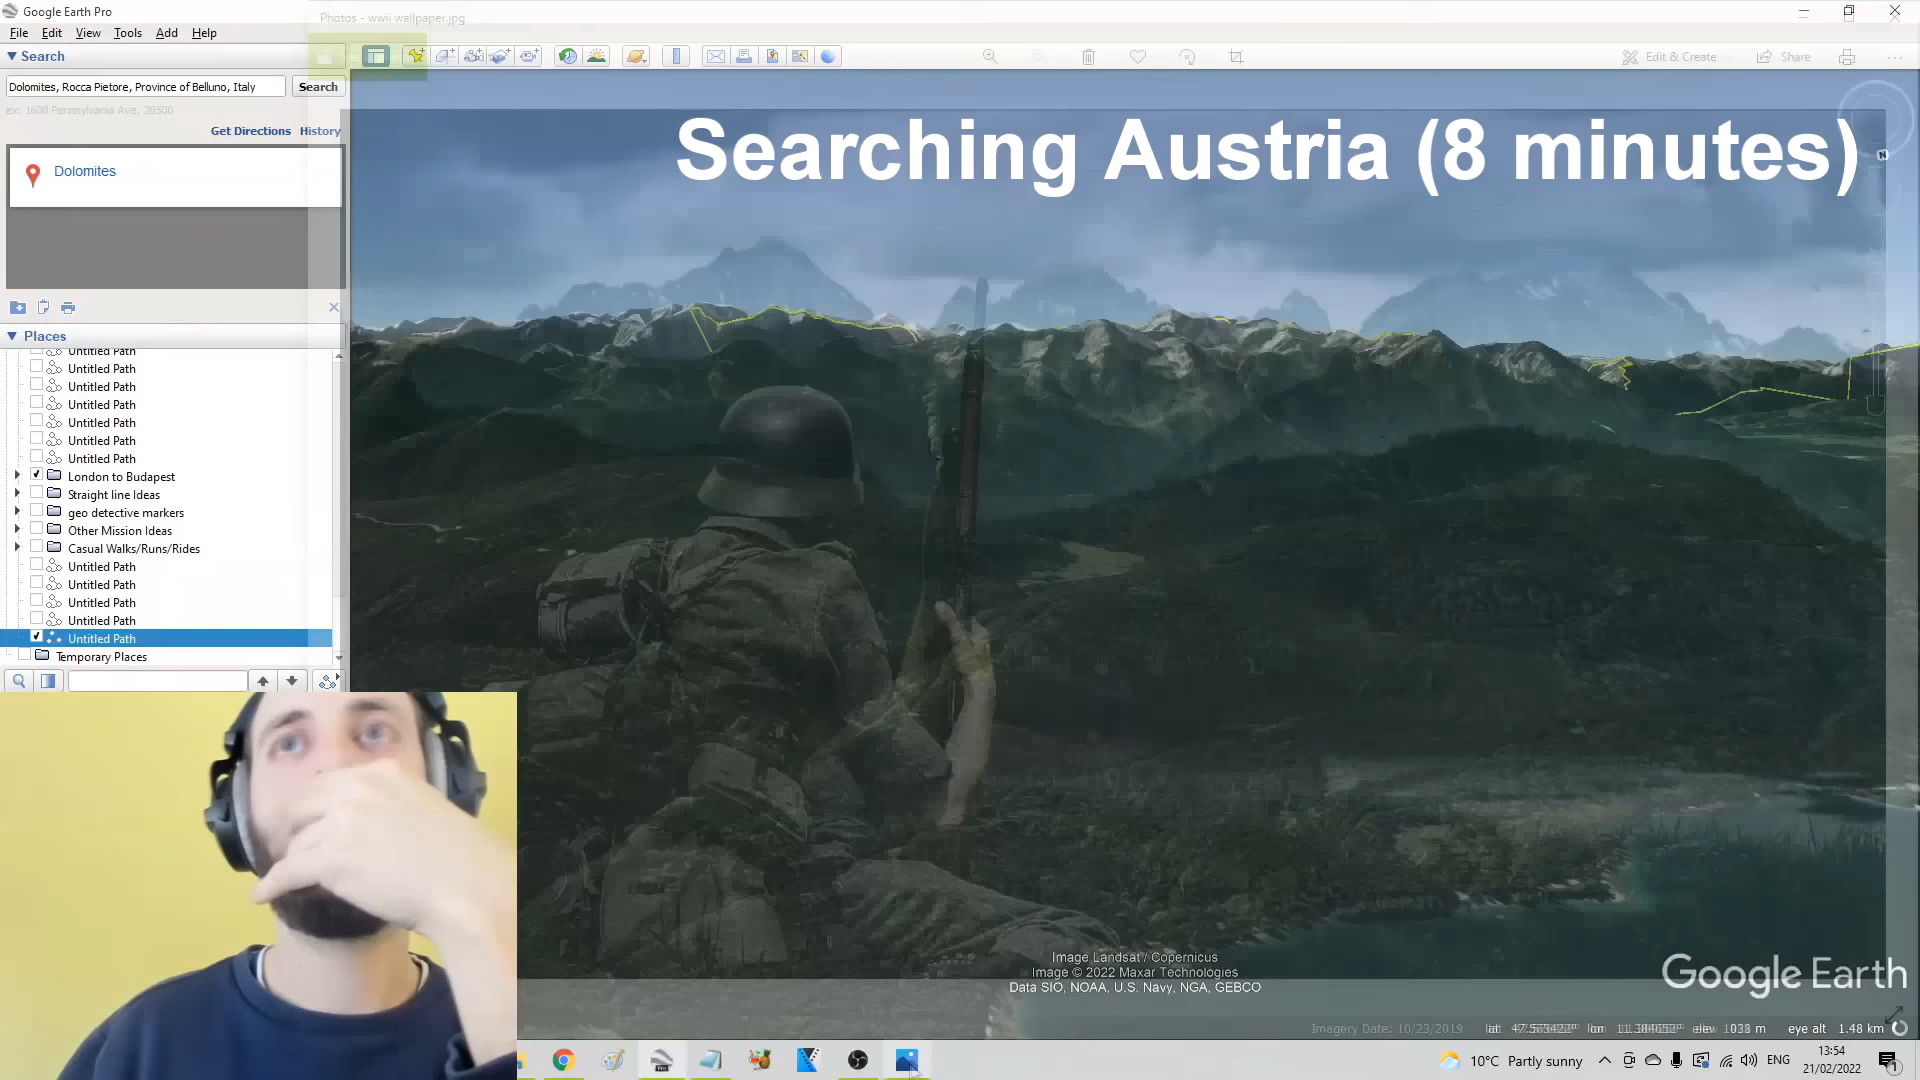 Google Earth Pro
Photos - wwii wallpaper.jpg
File Edit View Tools Add Help
Search
Edit & Create
Share
Dolomites, Rocca Pietore, Province of Belluno, Italy
Search
ex: 1600 Pennsylvania Ave, 20500
Get Directions History
Searching Austria (8 minutes)
N
Dolomites
Places
Untitled Path
Untitled Path
Untitled Path
Untitled Path
Untitled Path
Untitled Path
Untitled Path
London to Budapest
Straight line Ideas
geo detective markers
Other Mission Ideas
Casual Walks/Runs/Rides
Untitled Path
Untitled Path
Untitled Path
Untitled Path
Untitled Path
Temporary Places
Image Landsat / Copernicus
Image © 2022 Maxar Technologies
Data SIO, NOAA, U.S. Navy, NGA, GEBCO
Google Earth
Imagery Date: 10/23/2019 lat lon elev m eye alt 1.48 km
10°C Partly sunny
ENG
13:54
21/02/2022